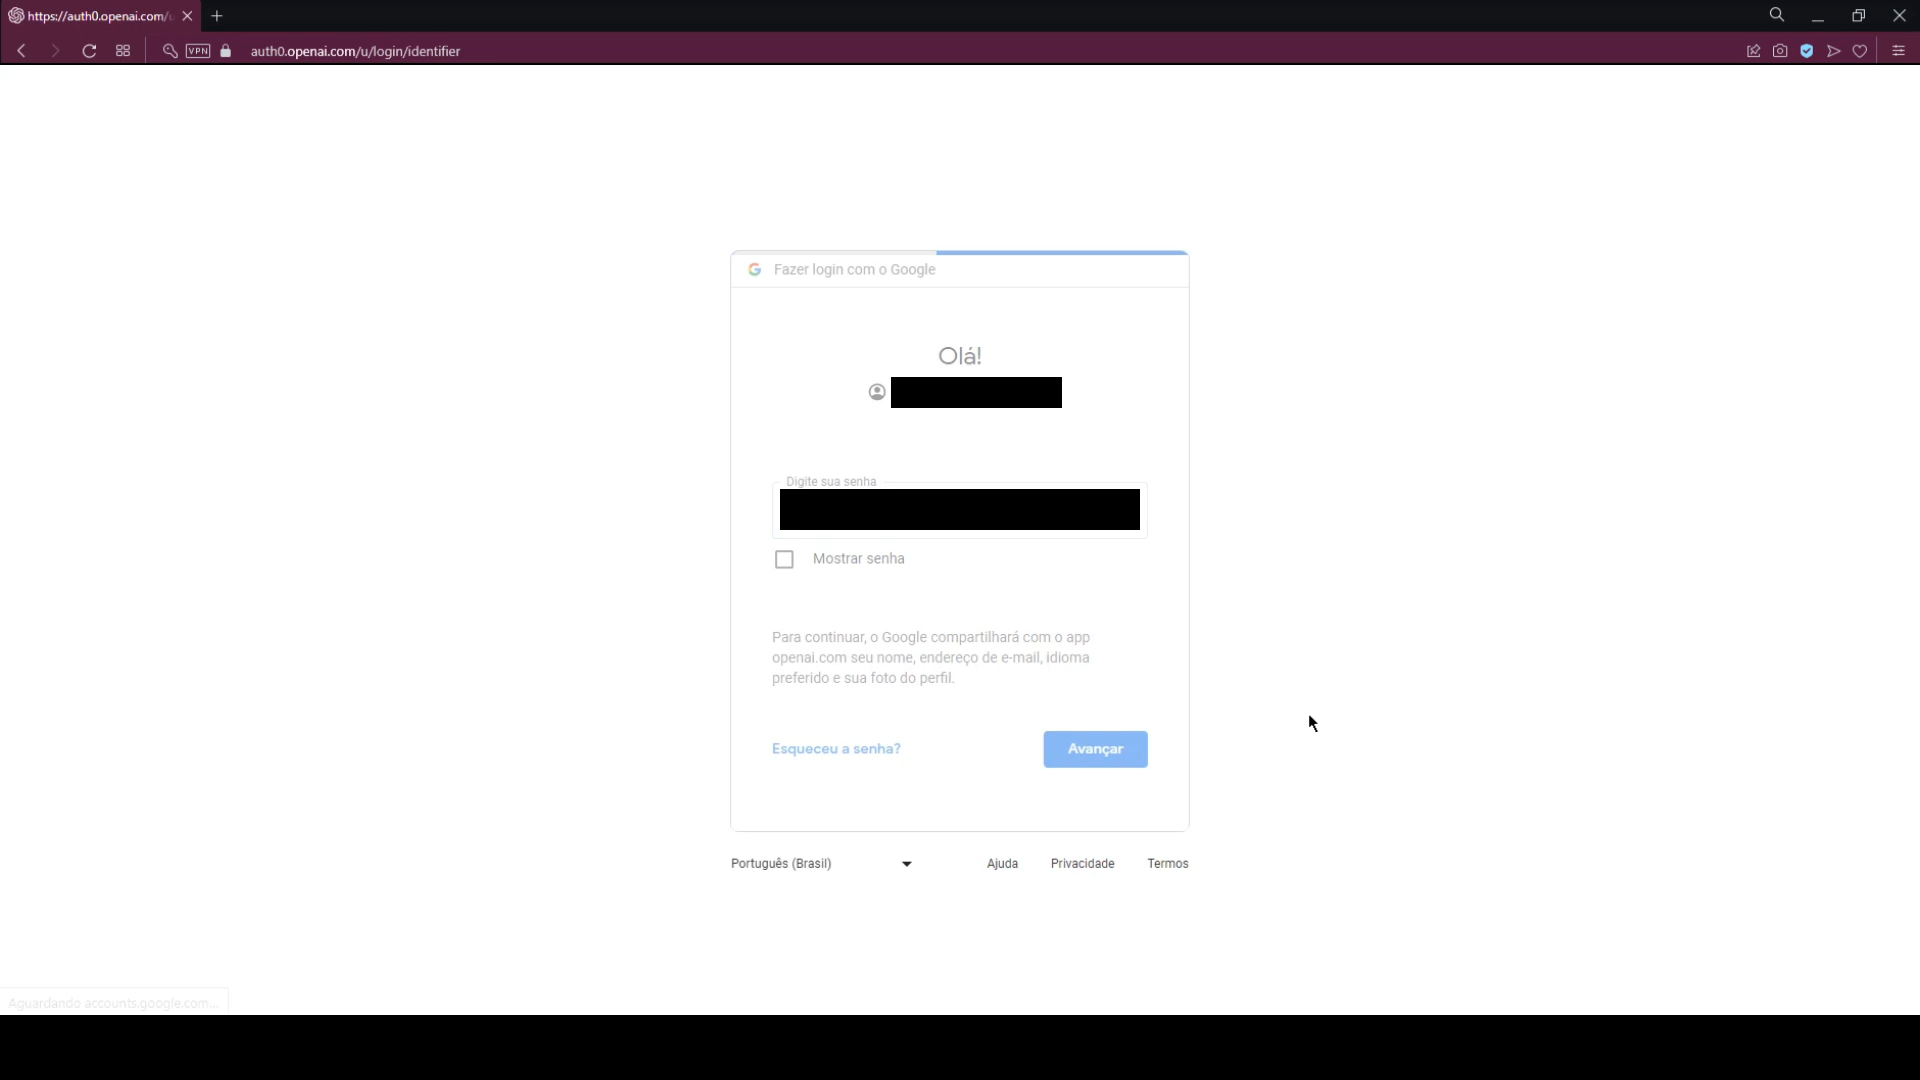 https://auth0.openai.com/u
VPN
auth0.openai.com/u/login/identifier
Fazer login com o Google
Olá!
Digite sua senha
Mostrar senha
Para continuar, o Google compartilhará com o app
openai.com seu nome, endereço de e-mail, idioma
preferido e sua foto do perfil.
Esqueceu a senha?
Avançar
Português (Brasil)
Ajuda
Privacidade
Termos
Aguardando accounts.google.com...